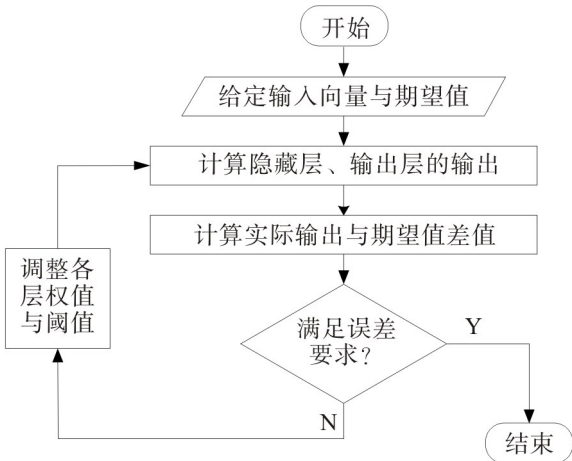 开始
给定输入向量与期望值
计算隐藏层、输出层的输出
计算实际输出与期望值差值
调整各
层权值
与阈值
满足误差
要求?
Y
N
结束